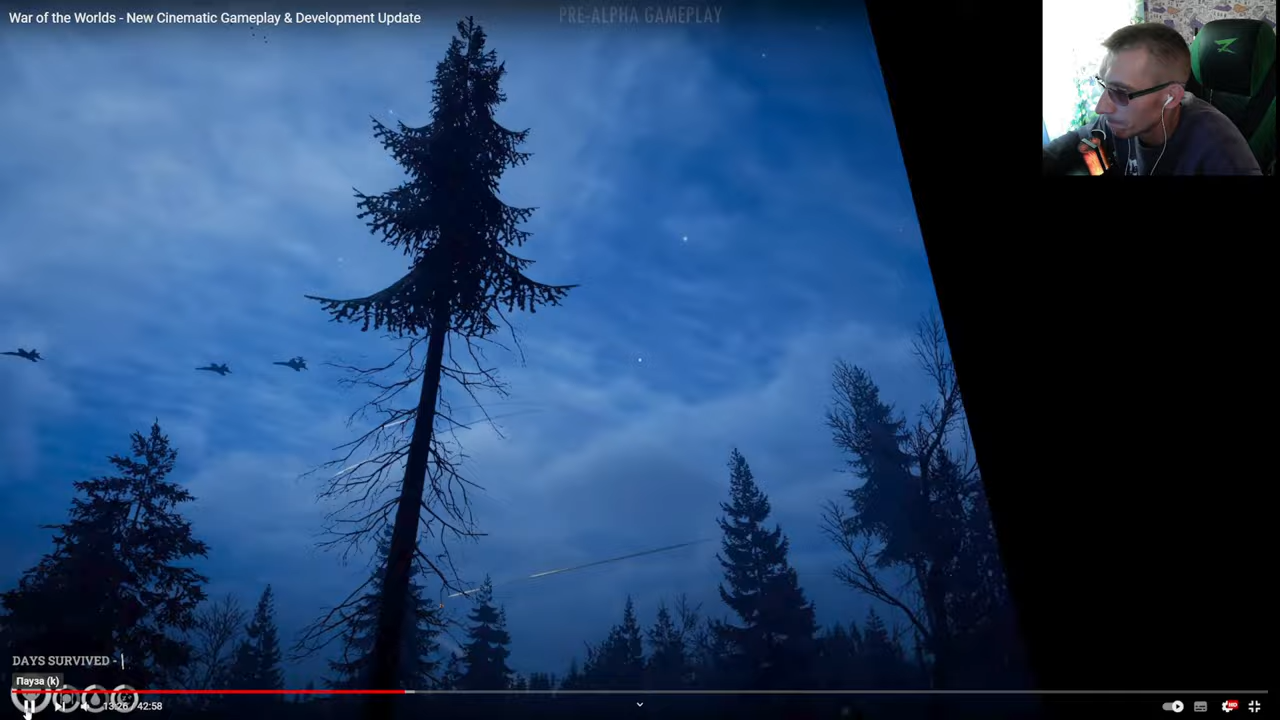 War of the Worlds - New Cinematic Gameplay & Development Update
PRE-ALPHA GAMEPLAY
DAYS SURVIVED -
Пауза (k)
13:26 / 42:58
HD